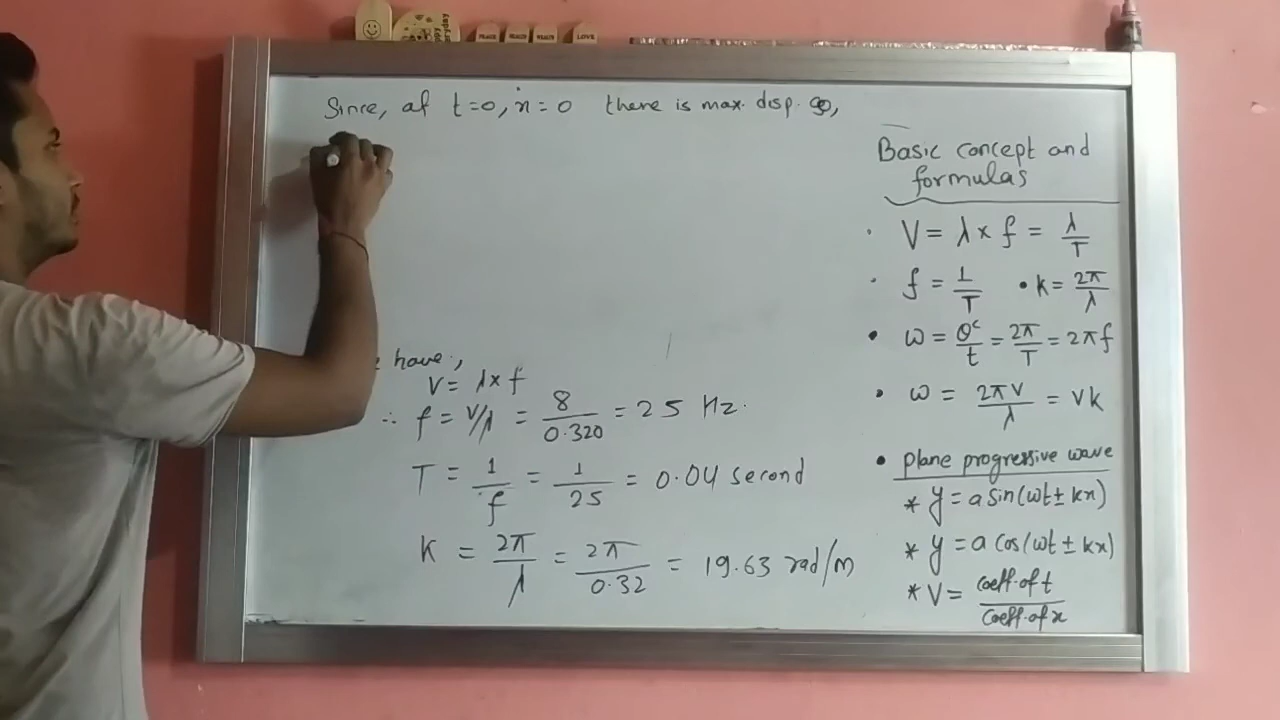 Since, at t=0, x=0 there is max. disp. so,
have,
V= λ×f
∴ f = V/λ = 8/0.320 = 25 Hz.
T = 1/f = 1/25 = 0.04 second
K = 2π/λ = 2π/0.32 = 19.63 rad/m
Basic concept and
formulas
• V= λ×f = λ/T
• f = 1/T • k= 2π/λ
• ω = θᶜ/t = 2π/T = 2πf
• ω = 2πV/λ = Vk
• plane progressive wave
* y = a sin(ωt ± kx)
* y = a cos(ωt ± kx)
* V= coeff. of t/coeff. of x
LOVE